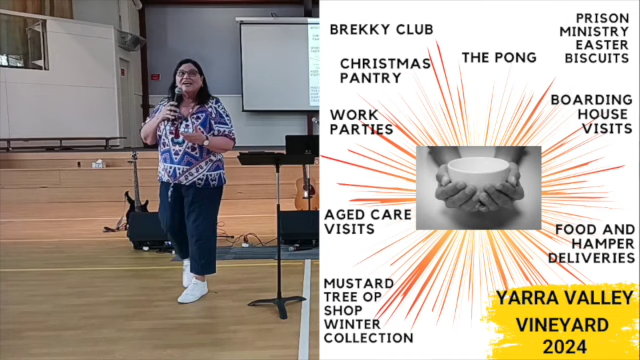 BREKKY CLUB
PRISON
MINISTRY
EASTER
BISCUITS
CHRISTMAS
PANTRY
THE PONG
WORK
PARTIES
BOARDING
HOUSE
VISITS
AGED CARE
VISITS
FOOD AND
HAMPER
DELIVERIES
MUSTARD
TREE OP
SHOP
WINTER
COLLECTION
YARRA VALLEY
VINEYARD
2024